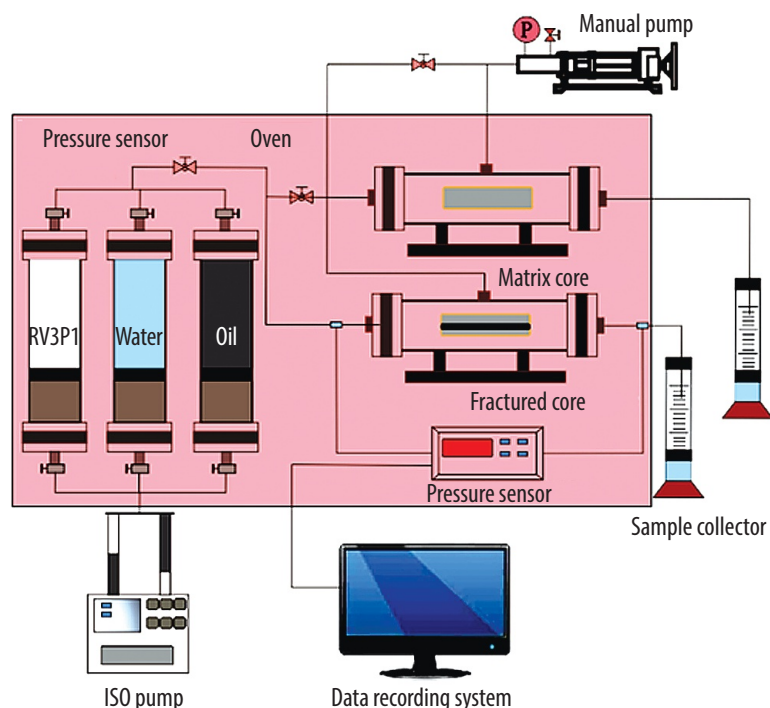 Manual pump
P
Pressure sensor
Oven
Matrix core
RV3P1
Water
Oil
Fractured core
Pressure sensor
Sample collector
ISO pump
Data recording system